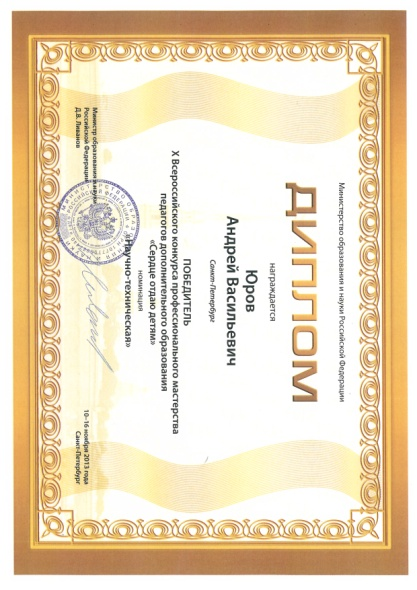 Министерство образования и науки Российской Федерации
ДИПЛОМ
награждается
Юров
Андрей Васильевич
Санкт-Петербург
ПОБЕДИТЕЛЬ
X Всероссийского конкурса профессионального мастерства
педагогов дополнительного образования
«Сердце отдаю детям»
номинация
«Научно-техническая»
Министр образования и науки
Российской Федерации
Д.В. Ливанов
10–16 ноября 2013 года
Санкт-Петербург